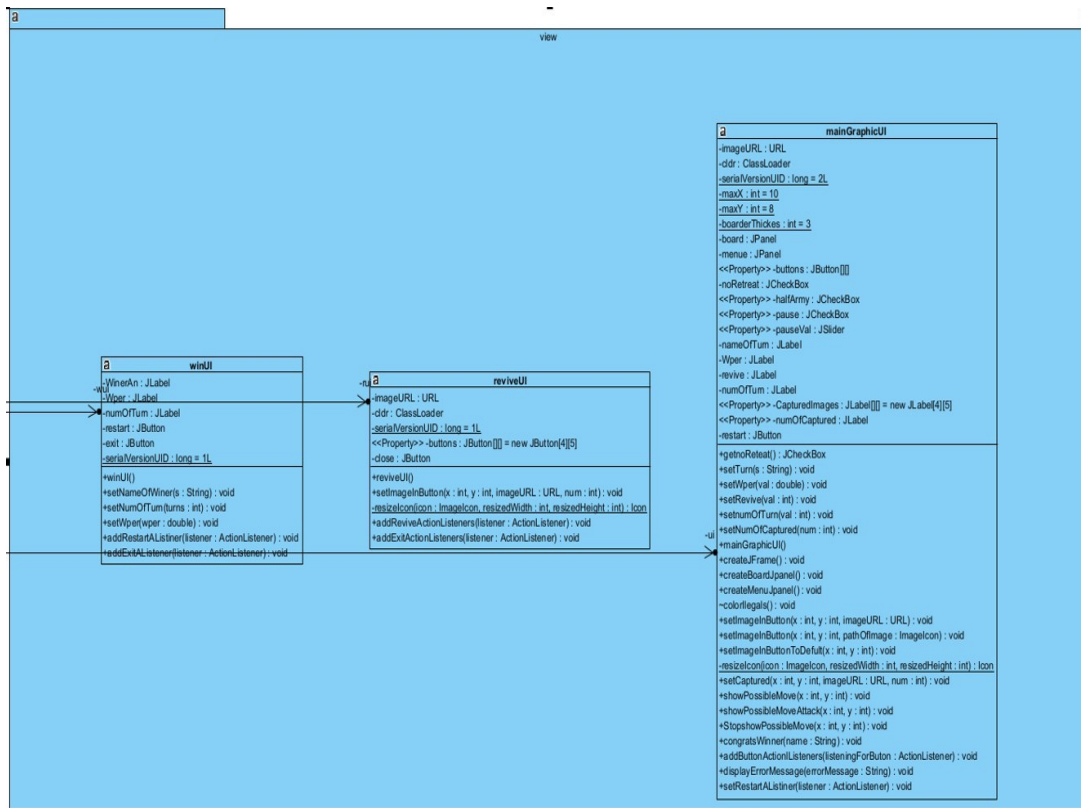 a
view
a
winUI
-WinerAn : JLabel
-wui
-Wper : JLabel
-numOfTurn : JLabel
-restart : JButton
-exit : JButton
-serialVersionUID : long = 1L
+winUI()
+setNameOfWiner(s : String) : void
+setNumOfTurn(turns : int) : void
+setWper(wper : double) : void
+addRestartAListiner(listener : ActionListener) : void
+addExitAListener(listener : ActionListener) : void
a
reviveUI
-imageURL : URL
-cldr : ClassLoader
-serialVersionUID : long = 1L
<<Property>> -buttons : JButton[][] = new JButton[4][5]
-close : JButton
+reviveUI()
+setImageInButton(x : int, y : int, imageURL : URL, num : int) : void
-resizeIcon(icon : ImageIcon, resizedWidth : int, resizedHeight : int) : Icon
+addReviveActionListeners(listener : ActionListener) : void
+addExitActionListeners(listener : ActionListener) : void
a
mainGraphicUI
-imageURL : URL
-cldr : ClassLoader
-serialVersionUID : long = 2L
-maxX : int = 10
-maxY : int = 8
-boarderThickes : int = 3
-board : JPanel
-menue : JPanel
<<Property>> -buttons : JButton[][]
-noRetreat : JCheckBox
<<Property>> -halfArmy : JCheckBox
<<Property>> -pause : JCheckBox
<<Property>> -pauseVal : JSlider
-nameOfTurn : JLabel
-Wper : JLabel
-revive : JLabel
-numOfTurn : JLabel
<<Property>> -CapturedImages : JLabel[][] = new JLabel[4][5]
<<Property>> -numOfCaptured : JLabel
-restart : JButton
+getnoReteat() : JCheckBox
+setTurn(s : String) : void
+setWper(val : double) : void
+setRevive(val : int) : void
+setnumOfTurn(val : int) : void
+setNumOfCaptured(num : int) : void
-ui
+mainGraphicUI()
+createJFrame() : void
+createBoardJpanel() : void
+createMenuJpanel() : void
~colorIlegals() : void
+setImageInButton(x : int, y : int, imageURL : URL) : void
+setImageInButton(x : int, y : int, pathOfImage : ImageIcon) : void
+setImageInButtonToDefult(x : int, y : int) : void
-resizeIcon(icon : ImageIcon, resizedWidth : int, resizedHeight : int) : Icon
+setCaptured(x : int, y : int, imageURL : URL, num : int) : void
+showPossibleMove(x : int, y : int) : void
+showPossibleMoveAttack(x : int, y : int) : void
+StopshowPossibleMove(x : int, y : int) : void
+congratsWinner(name : String) : void
+addButtonActionlListeners(listeningForButon : ActionListener) : void
+displayErrorMessage(errorMessage : String) : void
+setRestartAListiner(listener : ActionListener) : void